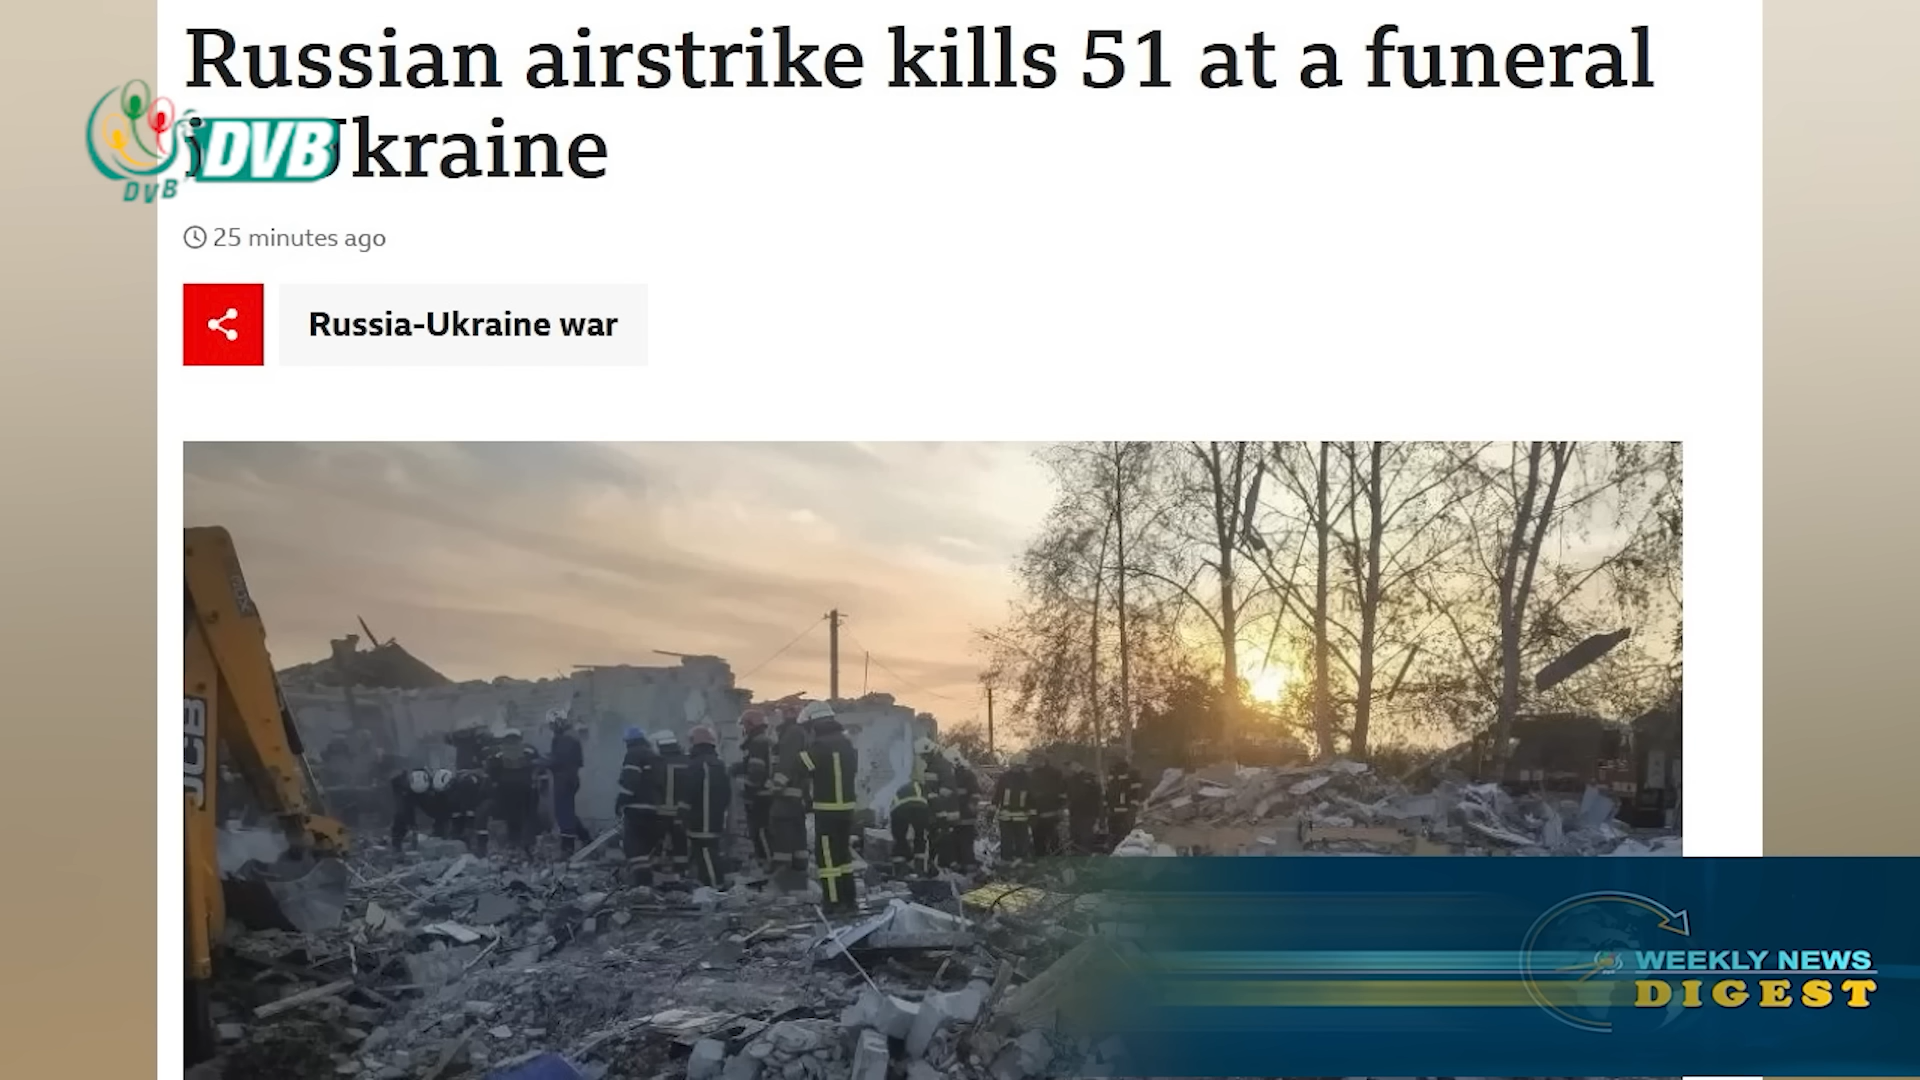 Russian airstrike kills 51 at a funeral
in Ukraine
DVB
DVB
25 minutes ago
Russia-Ukraine war
JCB
WEEKLY NEWS
DIGEST